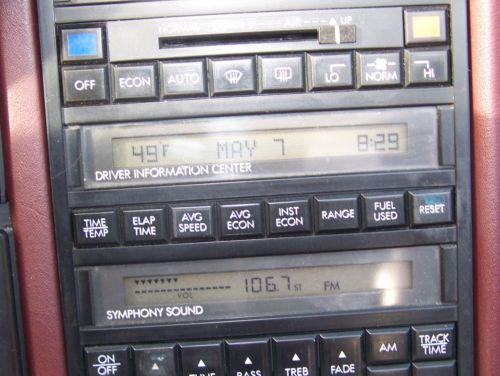 NORMAL AIR UP
OFF ECON AUTO LO NORM HI
49°F MAY 7 8:29
DRIVER INFORMATION CENTER
TIME TEMP ELAP TIME AVG SPEED AVG ECON INST ECON RANGE FUEL USED RESET
106.7 ST FM
VOL
SYMPHONY SOUND
ON OFF TUNE BASS TREB FADE AM TRACK TIME